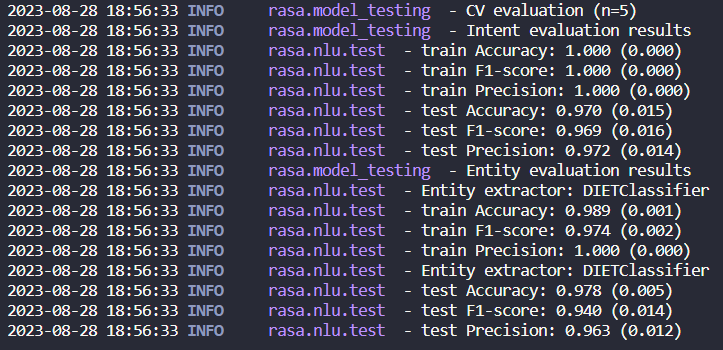 2023-08-28 18:56:33 INFO     rasa.model_testing  - CV evaluation (n=5)
2023-08-28 18:56:33 INFO     rasa.model_testing  - Intent evaluation results
2023-08-28 18:56:33 INFO     rasa.nlu.test  - train Accuracy: 1.000 (0.000)
2023-08-28 18:56:33 INFO     rasa.nlu.test  - train F1-score: 1.000 (0.000)
2023-08-28 18:56:33 INFO     rasa.nlu.test  - train Precision: 1.000 (0.000)
2023-08-28 18:56:33 INFO     rasa.nlu.test  - test Accuracy: 0.970 (0.015)
2023-08-28 18:56:33 INFO     rasa.nlu.test  - test F1-score: 0.969 (0.016)
2023-08-28 18:56:33 INFO     rasa.nlu.test  - test Precision: 0.972 (0.014)
2023-08-28 18:56:33 INFO     rasa.model_testing  - Entity evaluation results
2023-08-28 18:56:33 INFO     rasa.nlu.test  - Entity extractor: DIETClassifier
2023-08-28 18:56:33 INFO     rasa.nlu.test  - train Accuracy: 0.989 (0.001)
2023-08-28 18:56:33 INFO     rasa.nlu.test  - train F1-score: 0.974 (0.002)
2023-08-28 18:56:33 INFO     rasa.nlu.test  - train Precision: 1.000 (0.000)
2023-08-28 18:56:33 INFO     rasa.nlu.test  - Entity extractor: DIETClassifier
2023-08-28 18:56:33 INFO     rasa.nlu.test  - test Accuracy: 0.978 (0.005)
2023-08-28 18:56:33 INFO     rasa.nlu.test  - test F1-score: 0.940 (0.014)
2023-08-28 18:56:33 INFO     rasa.nlu.test  - test Precision: 0.963 (0.012)